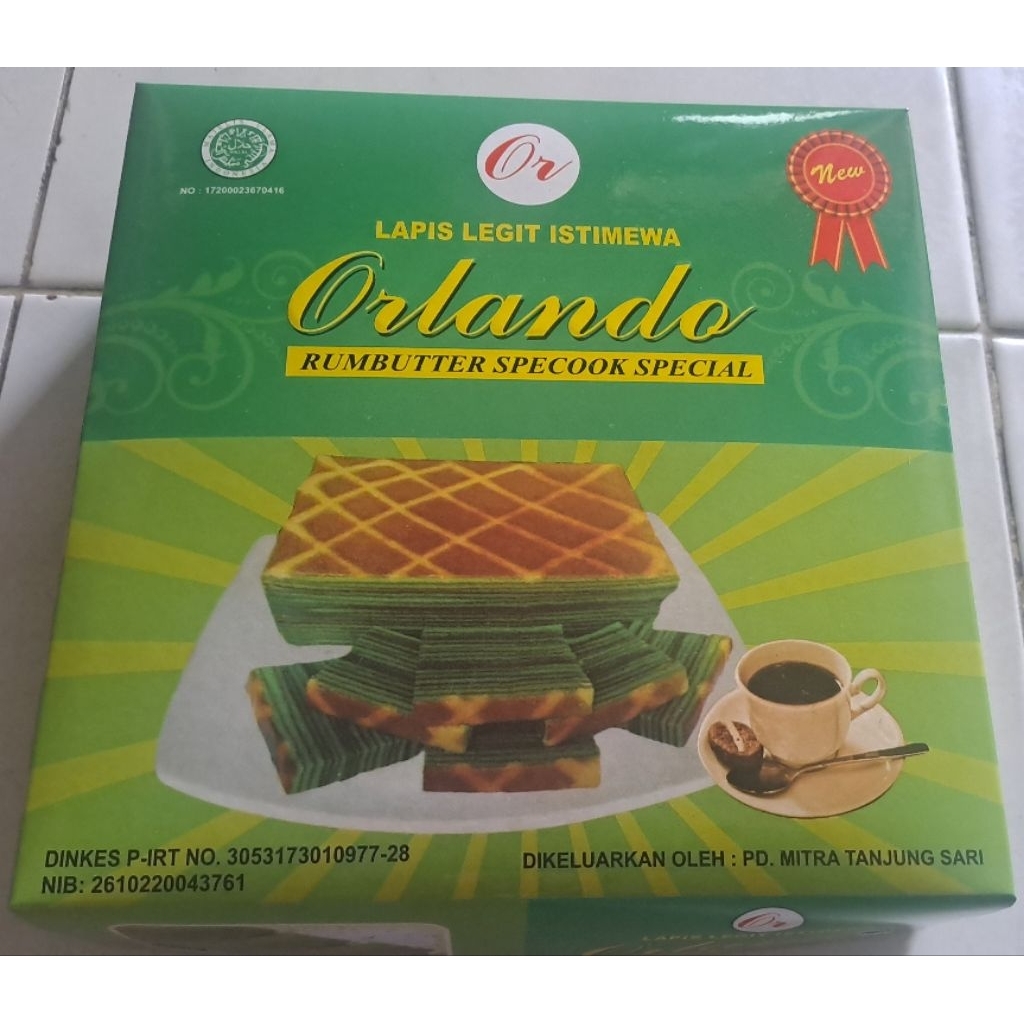 NO : 17200023670416
Or
New
LAPIS LEGIT ISTIMEWA
Orlando
RUMBUTTER SPECOOK SPECIAL
DINKES P-IRT NO. 3053173010977-28
NIB: 2610220043761
DIKELUARKAN OLEH : PD. MITRA TANJUNG SARI
Or
LAPIS LEGIT